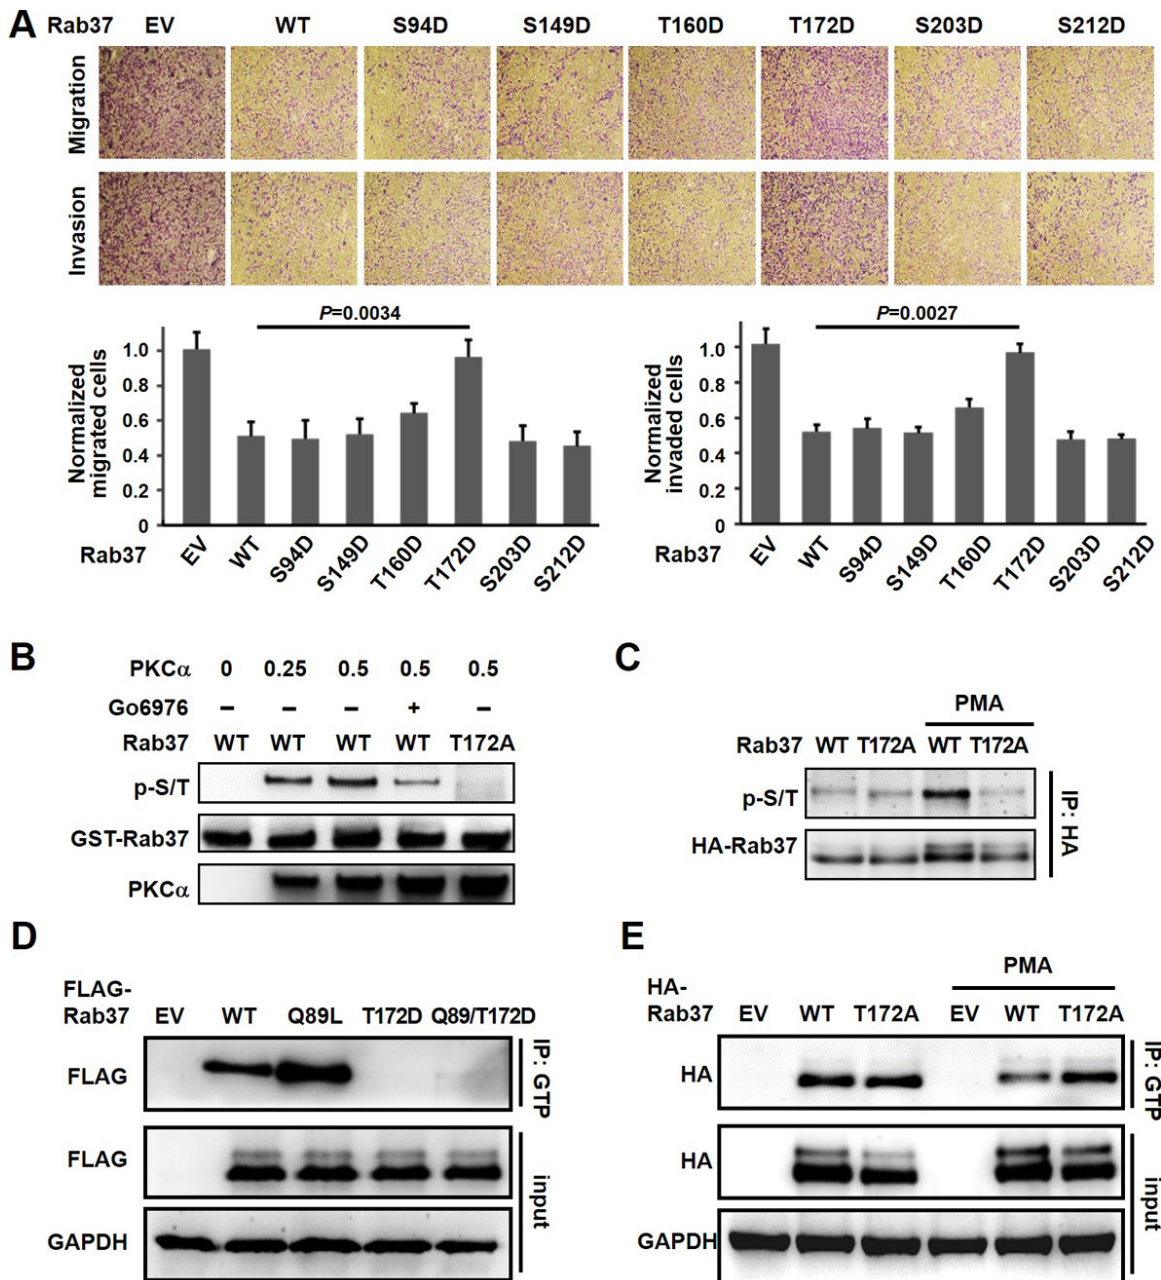 A
Rab37 EV WT S94D S149D T160D T172D S203D S212D
Migration
Invasion
P=0.0034
Normalized
migrated cells
1.0
0.8
0.6
0.4
0.2
0
Rab37 EV WT S94D S149D T160D T172D S203D S212D
P=0.0027
Normalized
invaded cells
1.0
0.8
0.6
0.4
0.2
0
Rab37 EV WT S94D S149D T160D T172D S203D S212D
B
PKCα 0 0.25 0.5 0.5 0.5
Go6976 – – – + –
Rab37 WT WT WT WT T172A
p-S/T
GST-Rab37
PKCα
C
PMA
Rab37 WT T172A WT T172A
p-S/T
HA-Rab37
IP: HA
D
FLAG-
Rab37 EV WT Q89L T172D Q89/T172D
FLAG
IP: GTP
FLAG
GAPDH
input
E
PMA
HA-
Rab37 EV WT T172A EV WT T172A
HA
IP: GTP
HA
GAPDH
input